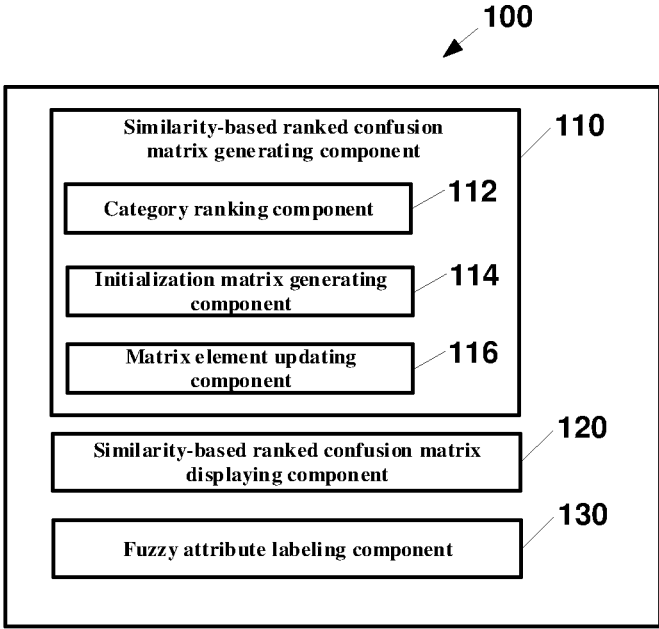 100
Similarity-based ranked confusion
matrix generating component
110
Category ranking component
112
Initialization matrix generating
component
114
Matrix element updating
component
116
Similarity-based ranked confusion matrix
displaying component
120
Fuzzy attribute labeling component
130